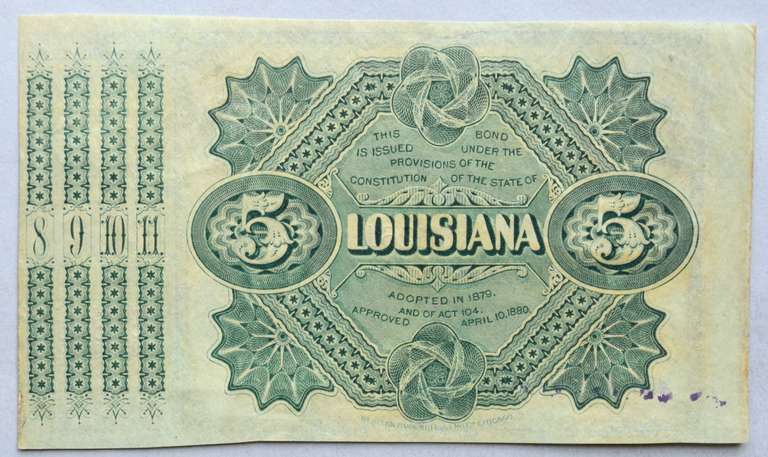 8 9 10 11
THIS BOND
IS ISSUED UNDER THE
PROVISIONS OF THE
CONSTITUTION OF THE STATE OF
5 LOUISIANA 5
ADOPTED IN 1879.
AND OF ACT 104.
APPROVED APRIL 10, 1880.
CHICAGO